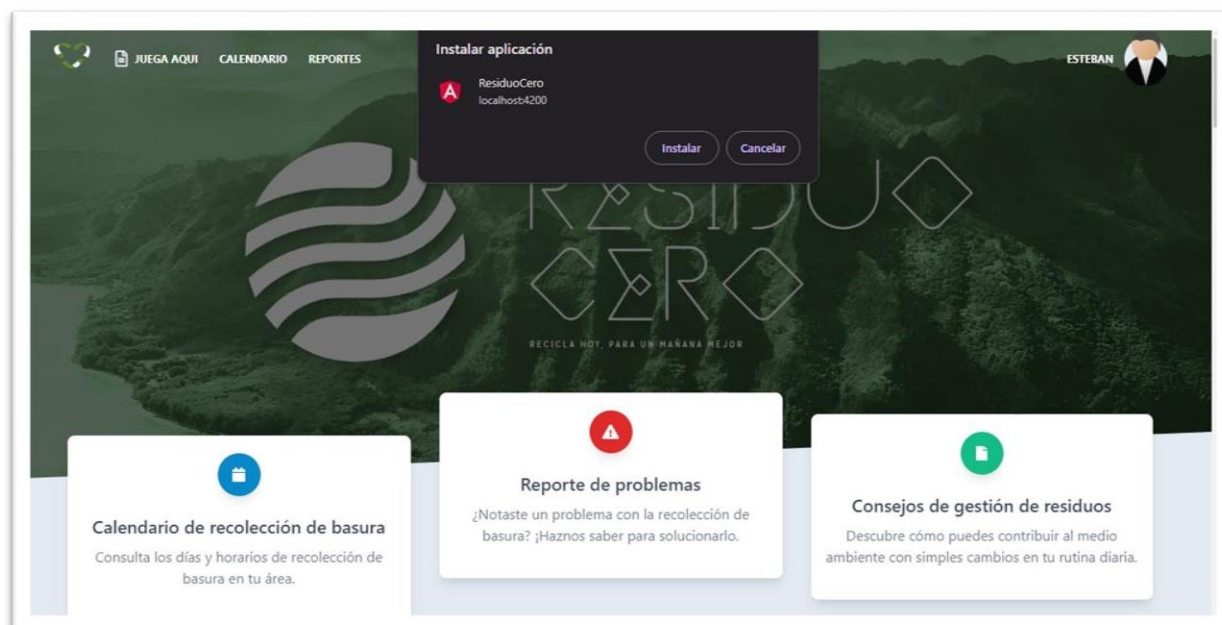 JUEGA AQUI CALENDARIO REPORTES
Instalar aplicación
ResiduoCero
localhost:4200
Instalar Cancelar
ESTEBAN
RESIDUO
CERO
RECICLA HOY, PARA UN MAÑANA MEJOR
Calendario de recolección de basura
Consulta los días y horarios de recolección de
basura en tu área.
Reporte de problemas
¿Notaste un problema con la recolección de
basura? ¡Haznos saber para solucionarlo.
Consejos de gestión de residuos
Descubre cómo puedes contribuir al medio
ambiente con simples cambios en tu rutina diaria.